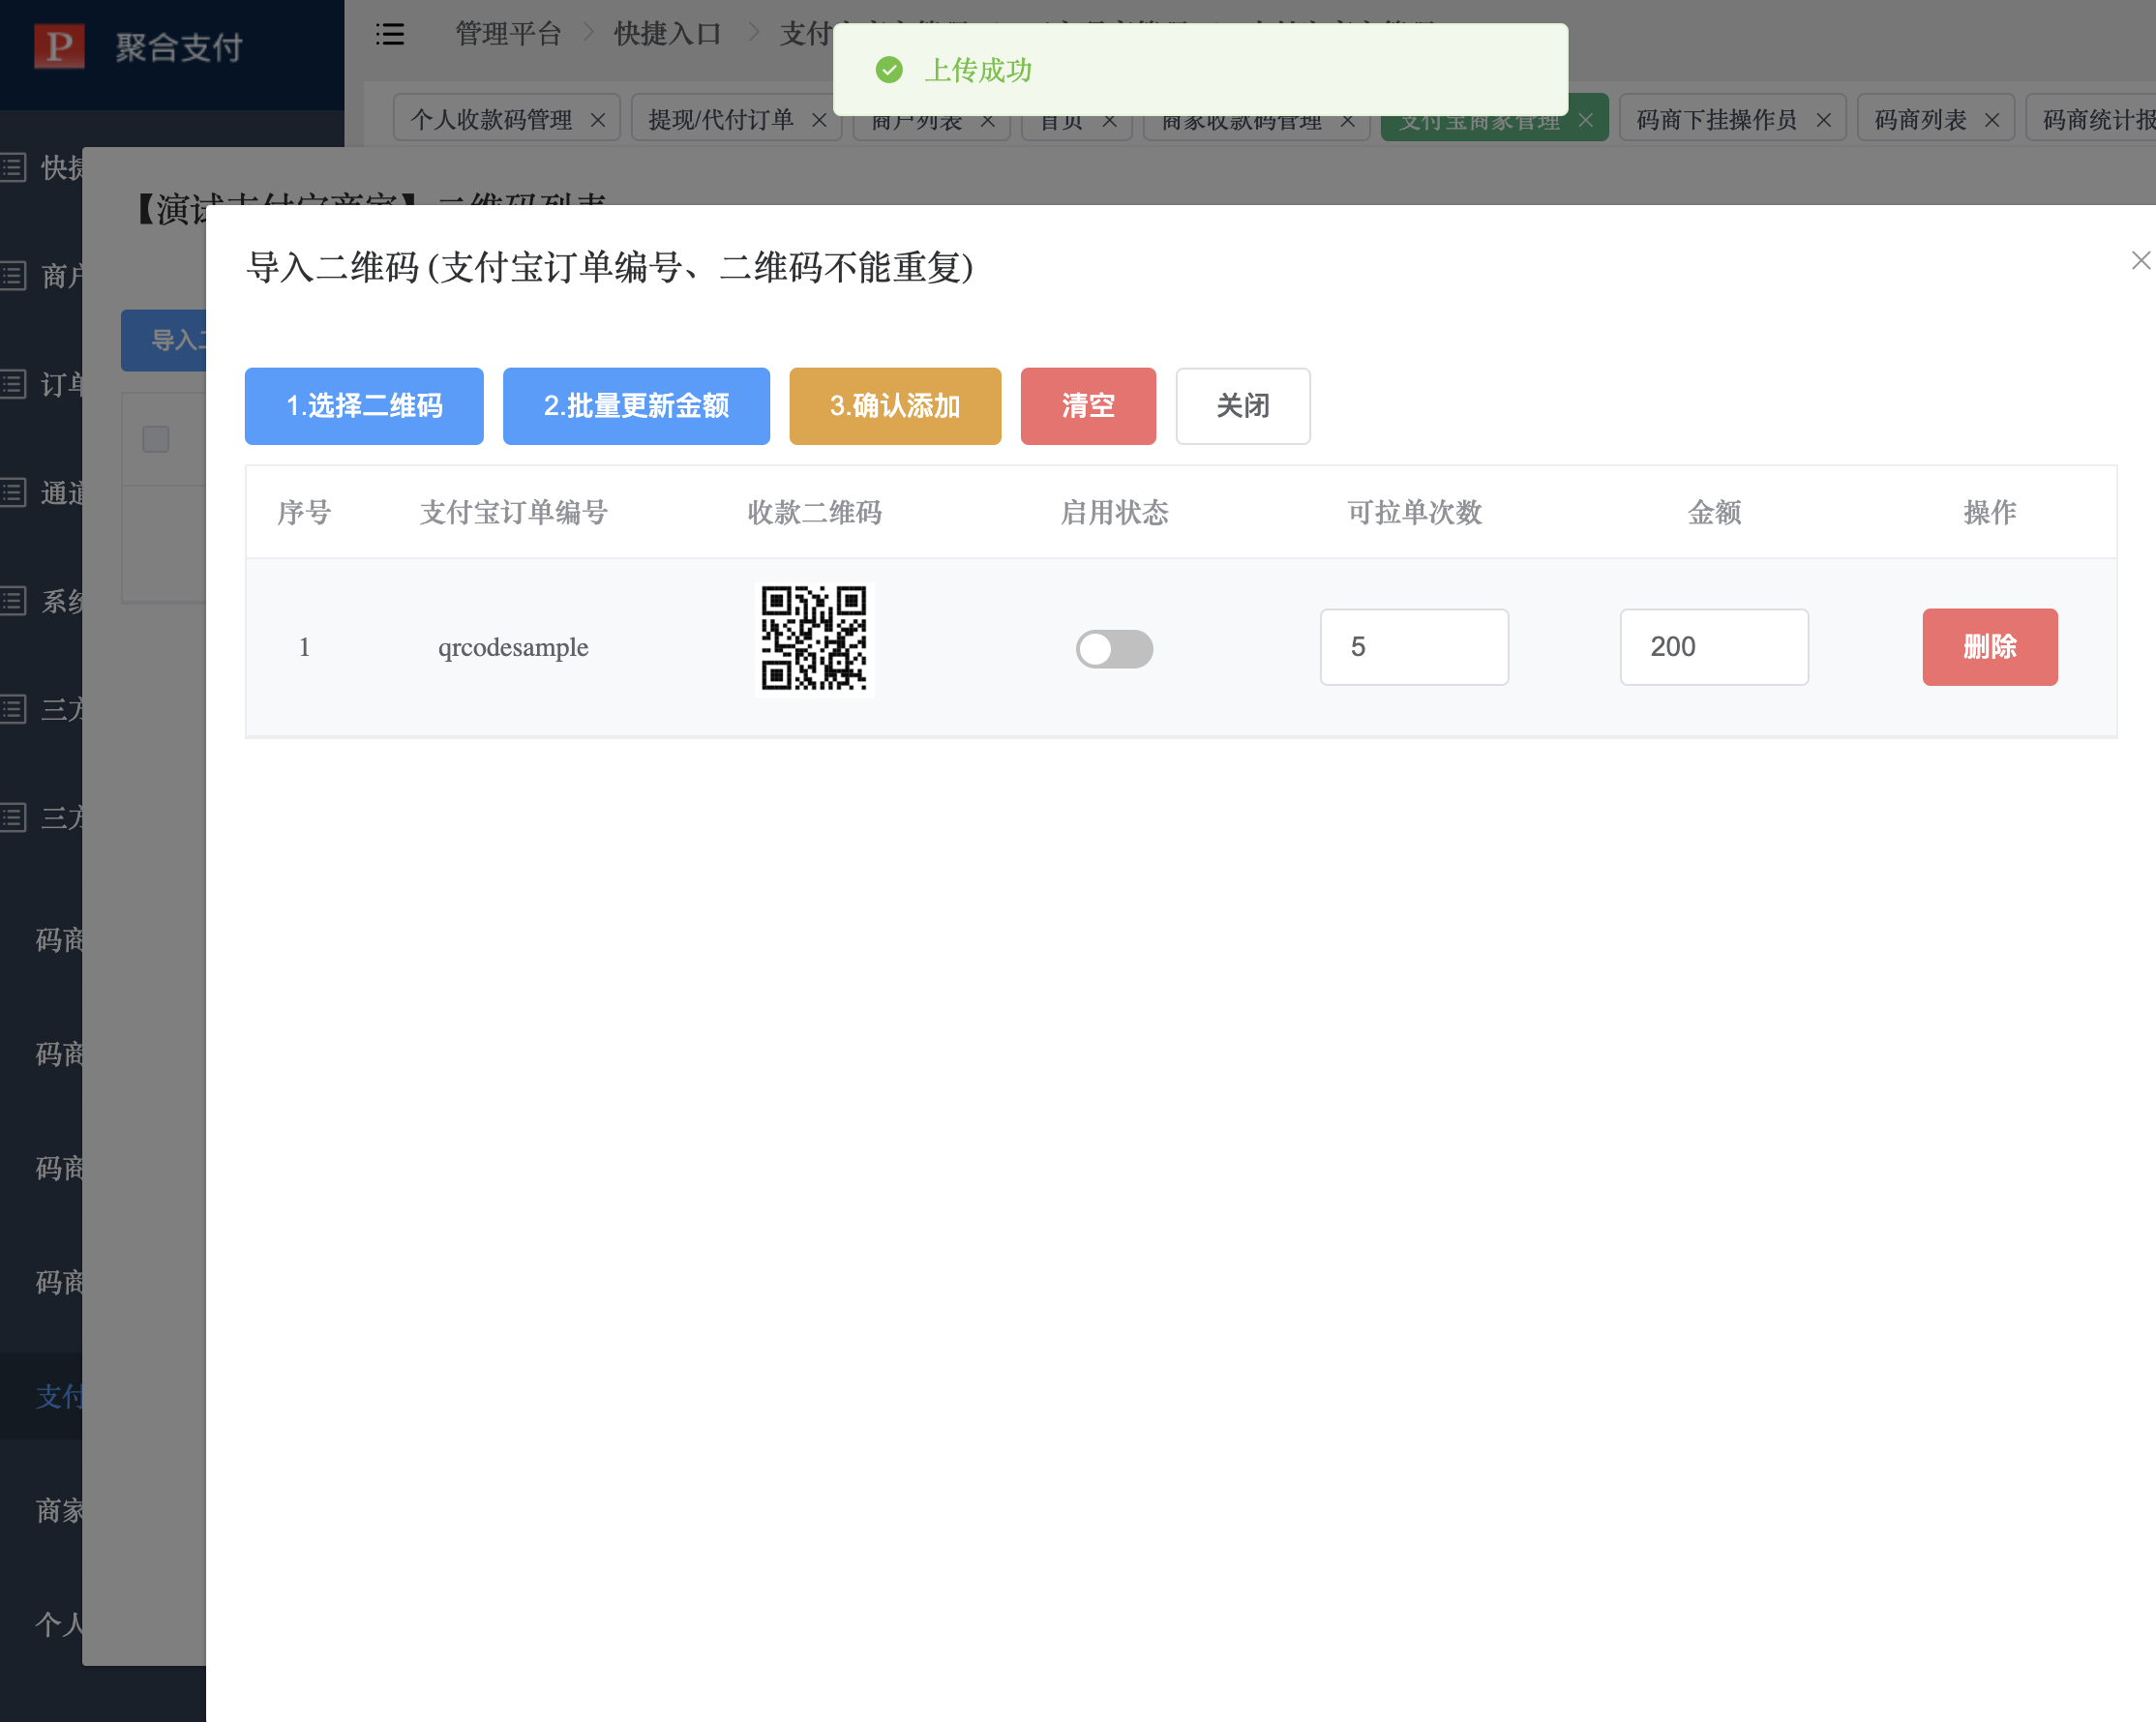 P 聚合支付
管理平台 快捷入口 支付
上传成功
个人收款码管理 提现/代付订单 商户列表 首页 商家收款码管理 支付宝商家管理 码商下挂操作员 码商列表 码商统计报
快捷
商户
订单
通道
系统
三方
三方
码商
码商
码商
码商
支付
商家
个人
【演试支付宝商家】二维码列表
导入二
导入二维码 (支付宝订单编号、二维码不能重复)
1.选择二维码 2.批量更新金额 3.确认添加 清空 关闭
序号 支付宝订单编号 收款二维码 启用状态 可拉单次数 金额 操作
1 qrcodesample 5 200 删除